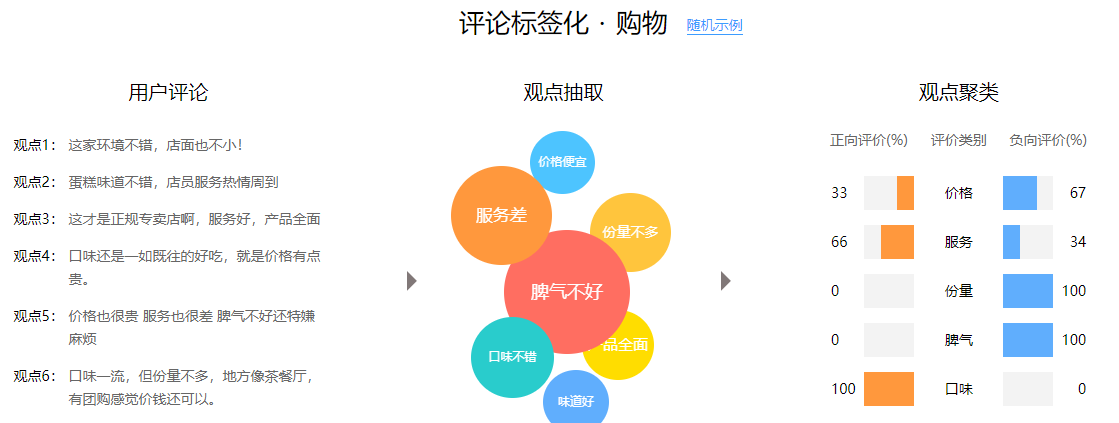 评论标签化 · 购物 随机示例
用户评论
观点1： 这家环境不错，店面也不小！
观点2： 蛋糕味道不错，店员服务热情周到
观点3： 这才是正规专卖店啊，服务好，产品全面
观点4： 口味还是一如既往的好吃，就是价格有点
贵。
观点5： 价格也很贵 服务也很差 脾气不好还特嫌
麻烦
观点6： 口味一流，但份量不多，地方像茶餐厅，
有团购感觉价钱还可以。
观点抽取
价格便宜
服务差
份量不多
脾气不好
品全面
口味不错
味道好
观点聚类
正向评价(%) 评价类别 负向评价(%)
33 价格 67
66 服务 34
0 份量 100
0 脾气 100
100 口味 0